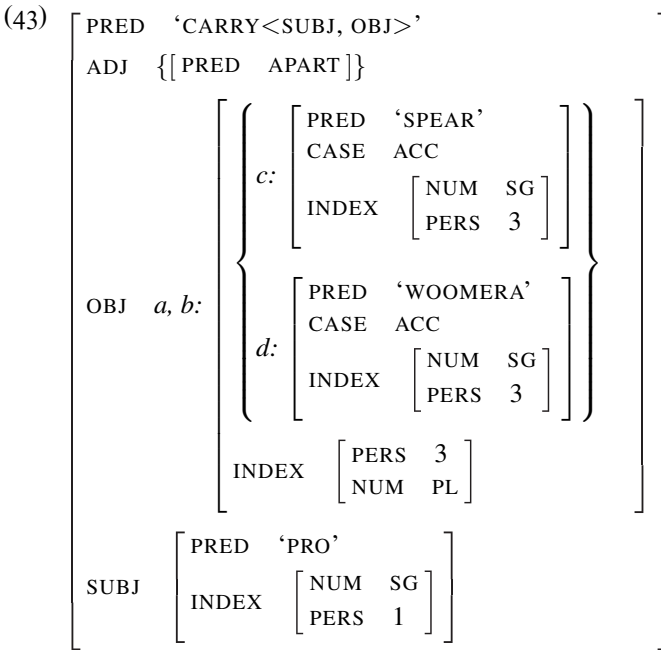 (43)
PRED ‘CARRY<SUBJ, OBJ>’
ADJ {[PRED APART]}
PRED ‘SPEAR’
CASE ACC
c:
NUM SG
INDEX
PERS 3
OBJ a, b:
PRED ‘WOOMERA’
CASE ACC
d:
NUM SG
INDEX
PERS 3
PERS 3
INDEX
NUM PL
PRED ‘PRO’
SUBJ
NUM SG
INDEX
PERS 1